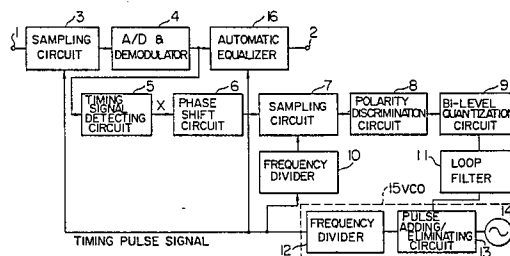 1
3
SAMPLING
CIRCUIT
4
A/D &
DEMODULATOR
16
AUTOMATIC
EQUALIZER
2
5
TIMING
SIGNAL
DETECTING
CIRCUIT
X
6
PHASE
SHIFT
CIRCUIT
7
SAMPLING
CIRCUIT
8
POLARITY
DISCRIMINATION
CIRCUIT
9
BI-LEVEL
QUANTIZATION
CIRCUIT
10
FREQUENCY
DIVIDER
11
LOOP
FILTER
15VCO
12
FREQUENCY
DIVIDER
PULSE
ADDING/
ELIMINATING
CIRCUIT
13
14
TIMING PULSE SIGNAL